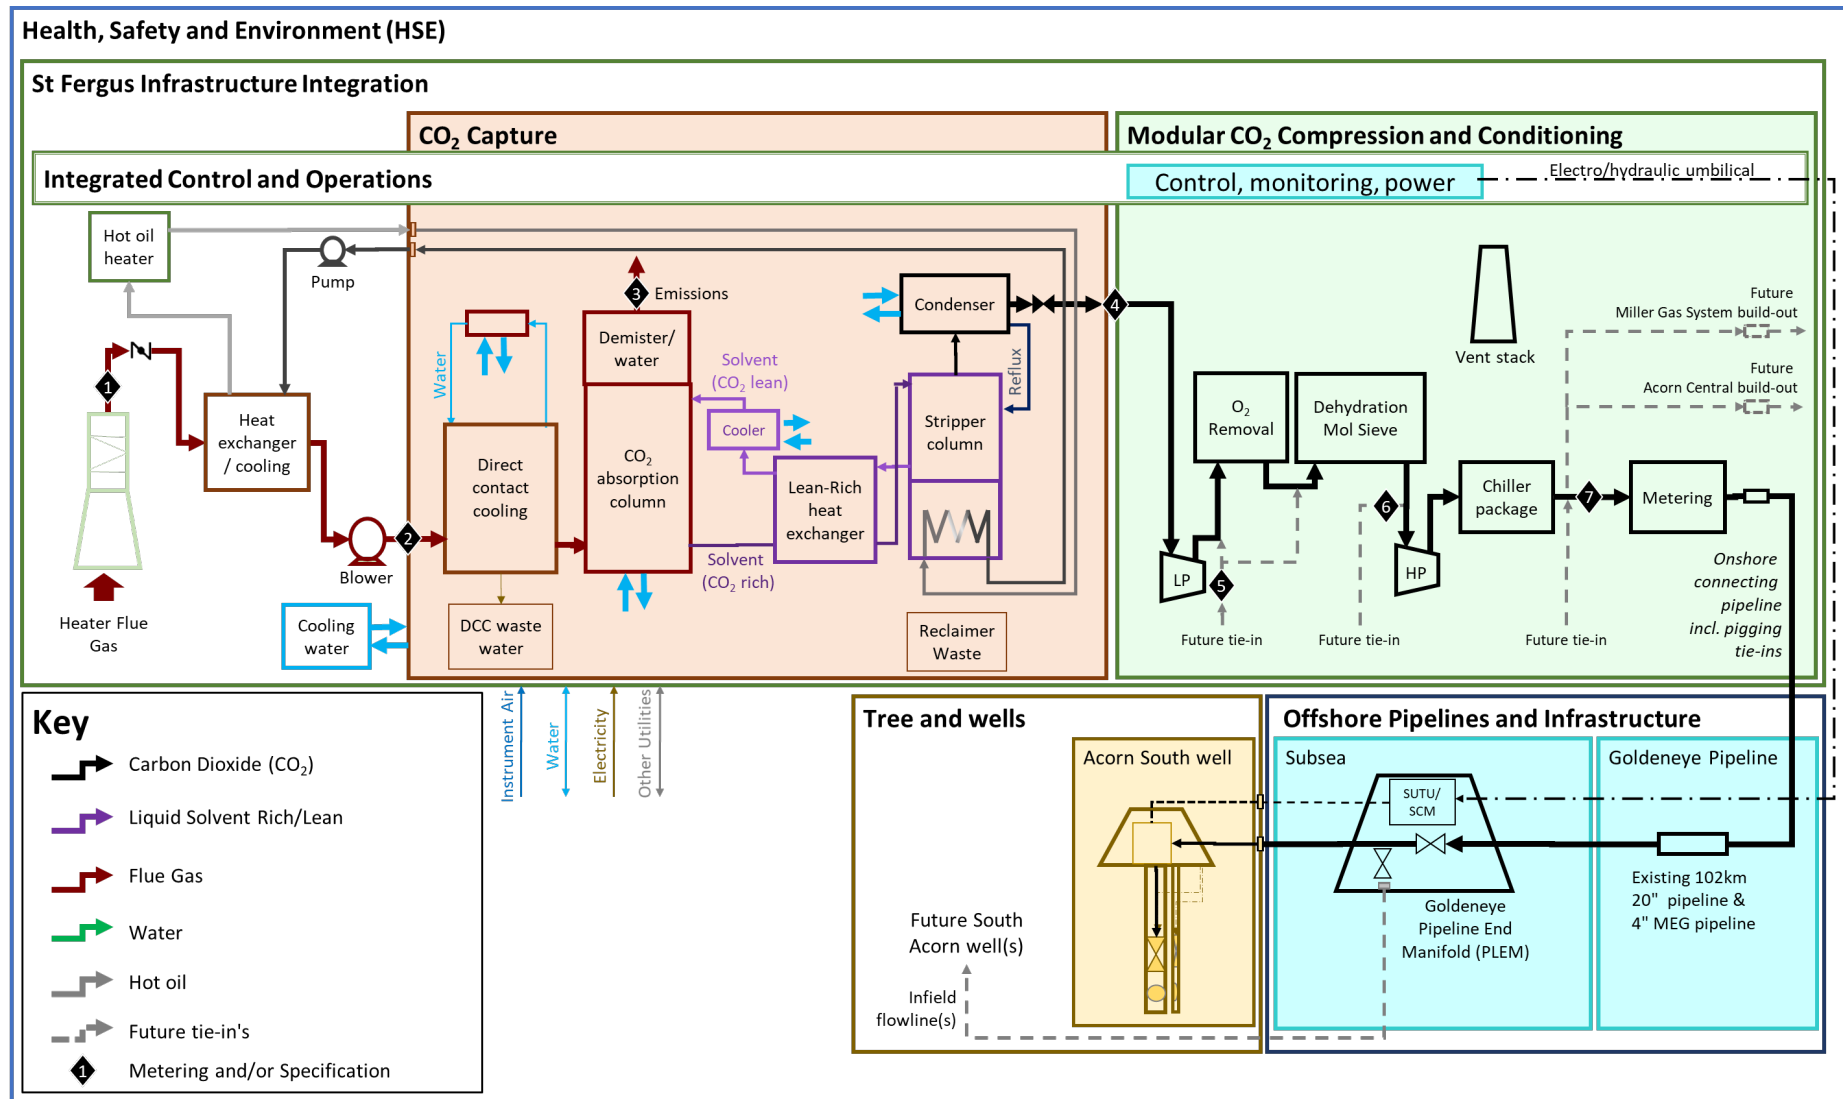 Health, Safety and Environment (HSE)
St Fergus Infrastructure Integration
CO₂ Capture
Modular CO₂ Compression and Conditioning
Integrated Control and Operations
Control, monitoring, power
Electro/hydraulic umbilical
Hot oil
heater
Pump
1
Heat
exchanger
/ cooling
Blower
2
Heater Flue
Gas
Cooling
water
Water
Direct
contact
cooling
DCC waste
water
3
Emissions
Demister/
water
CO₂
absorption
column
Solvent
(CO₂ lean)
Cooler
Lean-Rich
heat
exchanger
Solvent
(CO₂ rich)
Condenser
Reflux
Stripper
column
Reclaimer
Waste
4
LP
5
Future tie-in
O₂
Removal
Dehydration
Mol Sieve
6
Future tie-in
HP
Vent stack
Chiller
package
7
Future tie-in
Future
Miller Gas System build-out
Future
Acorn Central build-out
Metering
Onshore
connecting
pipeline
incl. pigging
tie-ins
Instrument Air
Water
Electricity
Other Utilities
Key
Carbon Dioxide (CO₂)
Liquid Solvent Rich/Lean
Flue Gas
Water
Hot oil
Future tie-in's
1
Metering and/or Specification
Tree and wells
Acorn South well
Future South
Acorn well(s)
Infield
flowline(s)
Offshore Pipelines and Infrastructure
Subsea
SUTU/
SCM
Goldeneye
Pipeline End
Manifold (PLEM)
Goldeneye Pipeline
Existing 102km
20" pipeline &
4" MEG pipeline